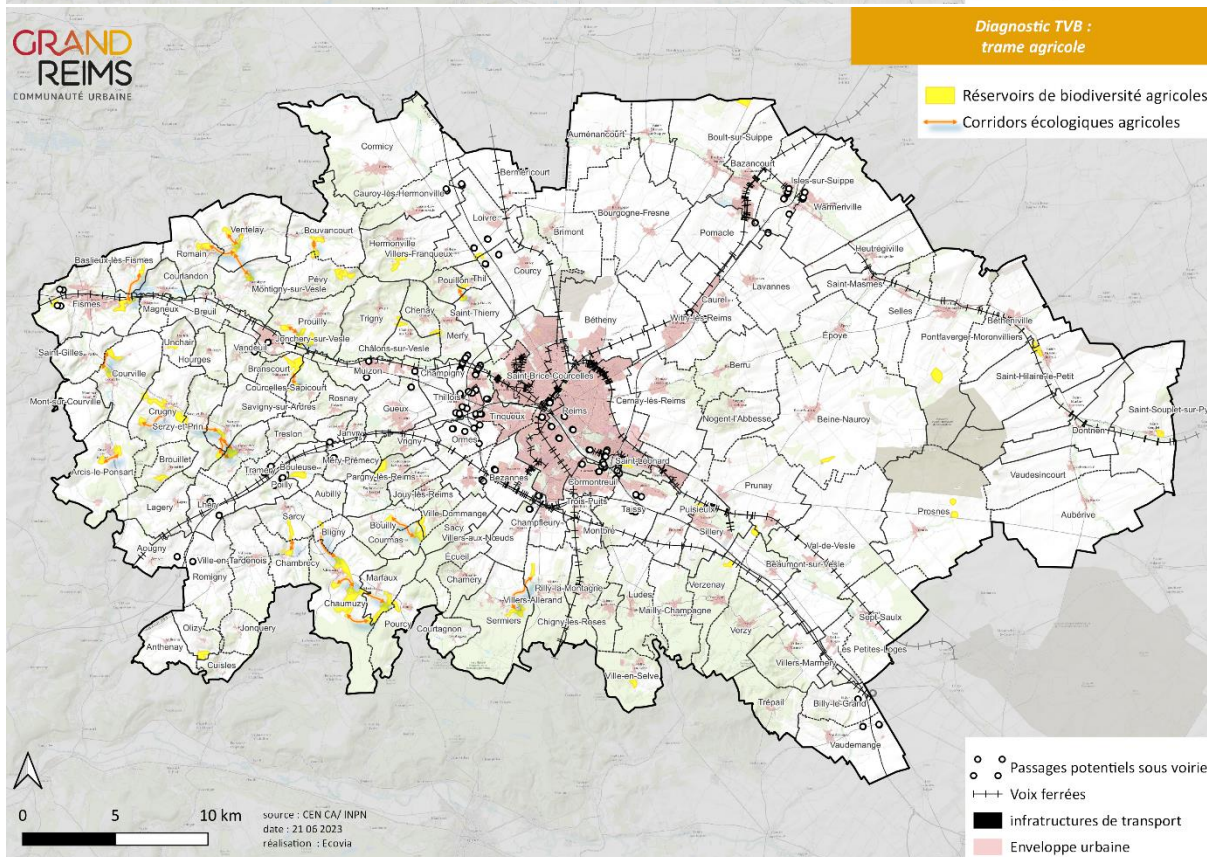 GRAND
REIMS
COMMUNAUTÉ URBAINE
Diagnostic TVB :
trame agricole
Réservoirs de biodiversité agricoles
Corridors écologiques agricoles
Cormicy
Auménancourt
Boult-sur-Suippe
Bazancourt
Bermericourt
Isles-sur-Suippe
Cauroy-lès-Hermonville
Warmeriville
Loivre
Bourgogne-Fresne
Ventelay
Bouvancourt
Brimont
Pomacle
Romain
Hermonville
Villers-Franqueux
Heutrégiville
Baslieux-lès-Fismes
Courlandon
Courcy
Pévy
Pouillon
Thil
Lavannes
Saint-Masmes
Montigny-sur-Vesle
Fismes
Magneux
Breuil
Saint-Thierry
Caurel
Selles
Bétheniville
Chenay
Trigny
Prouilly
Bétheny
Witry-lès-Reims
Époye
Pontfaverger-Moronvilliers
Unchair
Jonchery-sur-Vesle
Merfy
Vandeuil
Hourges
Châlons-sur-Vesle
Saint-Gilles
Courville
Branscourt
Muizon
Champigny
Saint-Brice-Courcelles
Berru
Saint-Hilaire-le-Petit
Courcelles-Sapicourt
Thillois
Cernay-lès-Reims
Mont-sur-Courville
Crugny
Savigny-sur-Ardres
Rosnay
Gueux
Tinqueux
Reims
Nogent-l'Abbesse
Beine-Nauroy
Saint-Souplet-sur-Py
Serzy-et-Prin
Janvry
Vrigny
Ormes
Dontrien
Treslon
Brouillet
Méry-Prémecy
Saint-Léonard
Arcis-le-Ponsart
Tramery
Bouleuse
Pargny-lès-Reims
Bezannes
Cormontreuil
Vaudesincourt
Poilly
Jouy-lès-Reims
Prunay
Lagery
Lhéry
Aubilly
Trois-Puits
Taissy
Puisieulx
Prosnes
Aubérive
Sarcy
Bouilly
Ville-Dommange
Champfleury
Bligny
Courmas
Sacy
Montbré
Sillery
Villers-aux-Nœuds
Val-de-Vesle
Aougny
Ville-en-Tardenois
Chambrecy
Écueil
Beaumont-sur-Vesle
Romigny
Marfaux
Chamery
Rilly-la-Montagne
Verzenay
Chaumuzy
Villers-Allerand
Ludes
Mailly-Champagne
Pourcy
Courtagnon
Sermiers
Chigny-les-Roses
Verzy
Sept-Saulx
Olizy
Jonquery
Les Petites-Loges
Anthenay
Villers-Marmery
Cuisles
Ville-en-Selve
Trépail
Billy-le-Grand
Vaudemange
0
5
10 km
source : CEN CA/ INPN
date : 21 06 2023
réalisation : Ecovia
Passages potentiels sous voirie
Voix ferrées
infratructures de transport
Enveloppe urbaine